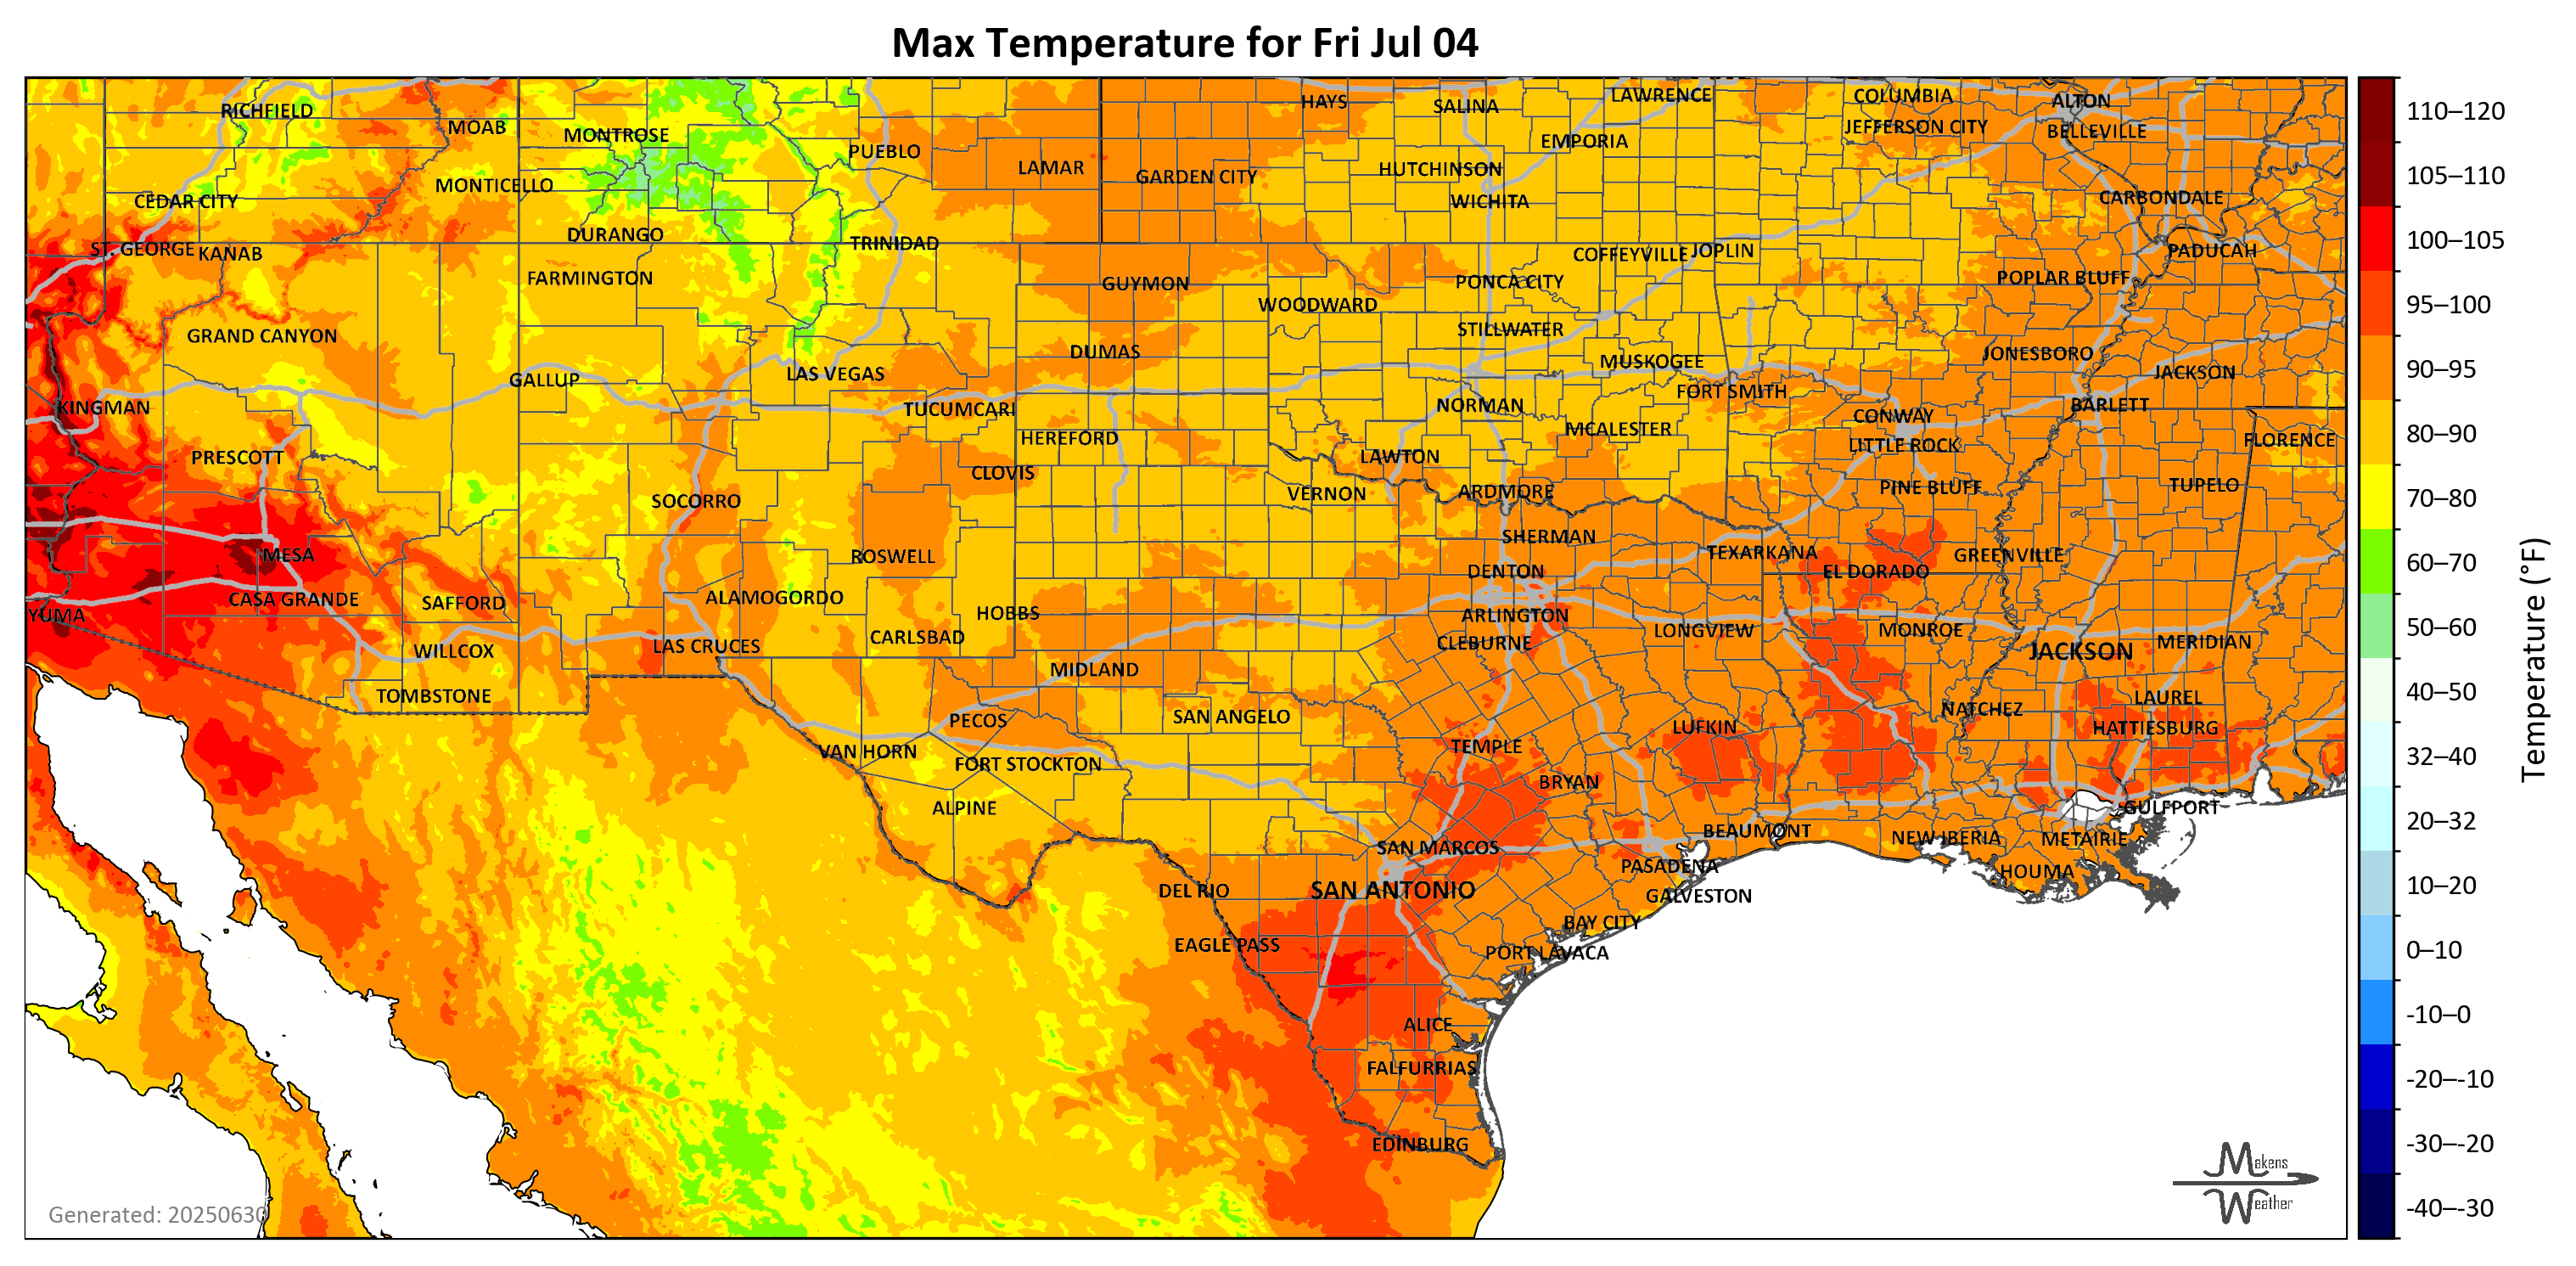 Max Temperature for Fri Jul 04
RICHFIELD
MOAB
MONTROSE
PUEBLO
LAMAR
GARDEN CITY
HAYS
SALINA
LAWRENCE
EMPORIA
HUTCHINSON
WICHITA
COLUMBIA
JEFFERSON CITY
ALTON
BELLEVILLE
CARBONDALE
CEDAR CITY
MONTICELLO
DURANGO
TRINIDAD
ST. GEORGE
KANAB
FARMINGTON
GUYMON
WOODWARD
PONCA CITY
COFFEYVILLE
JOPLIN
POPLAR BLUFF
PADUCAH
GRAND CANYON
GALLUP
LAS VEGAS
DUMAS
STILLWATER
MUSKOGEE
FORT SMITH
JONESBORO
JACKSON
KINGMAN
TUCUMCARI
NORMAN
CONWAY
BARLETT
PRESCOTT
HEREFORD
LAWTON
MCALESTER
LITTLE ROCK
FLORENCE
SOCORRO
CLOVIS
VERNON
ARDMORE
PINE BLUFF
TUPELO
MESA
ROSWELL
SHERMAN
TEXARKANA
GREENVILLE
CASA GRANDE
SAFFORD
ALAMOGORDO
HOBBS
DENTON
EL DORADO
YUMA
WILLCOX
LAS CRUCES
CARLSBAD
ARLINGTON
CLEBURNE
LONGVIEW
MONROE
JACKSON
MERIDIAN
TOMBSTONE
MIDLAND
PECOS
SAN ANGELO
LUFKIN
NATCHEZ
LAUREL
HATTIESBURG
VAN HORN
FORT STOCKTON
TEMPLE
BRYAN
ALPINE
SAN MARCOS
BEAUMONT
NEW IBERIA
METAIRIE
GULFPORT
DEL RIO
SAN ANTONIO
PASADENA
GALVESTON
HOUMA
EAGLE PASS
BAY CITY
PORT LAVACA
ALICE
FALFURRIAS
EDINBURG
Generated: 20250630
Makens
Weather
110–120
105–110
100–105
95–100
90–95
80–90
70–80
60–70
50–60
40–50
32–40
20–32
10–20
0–10
-10–0
-20–-10
-30–-20
-40–-30
Temperature (°F)